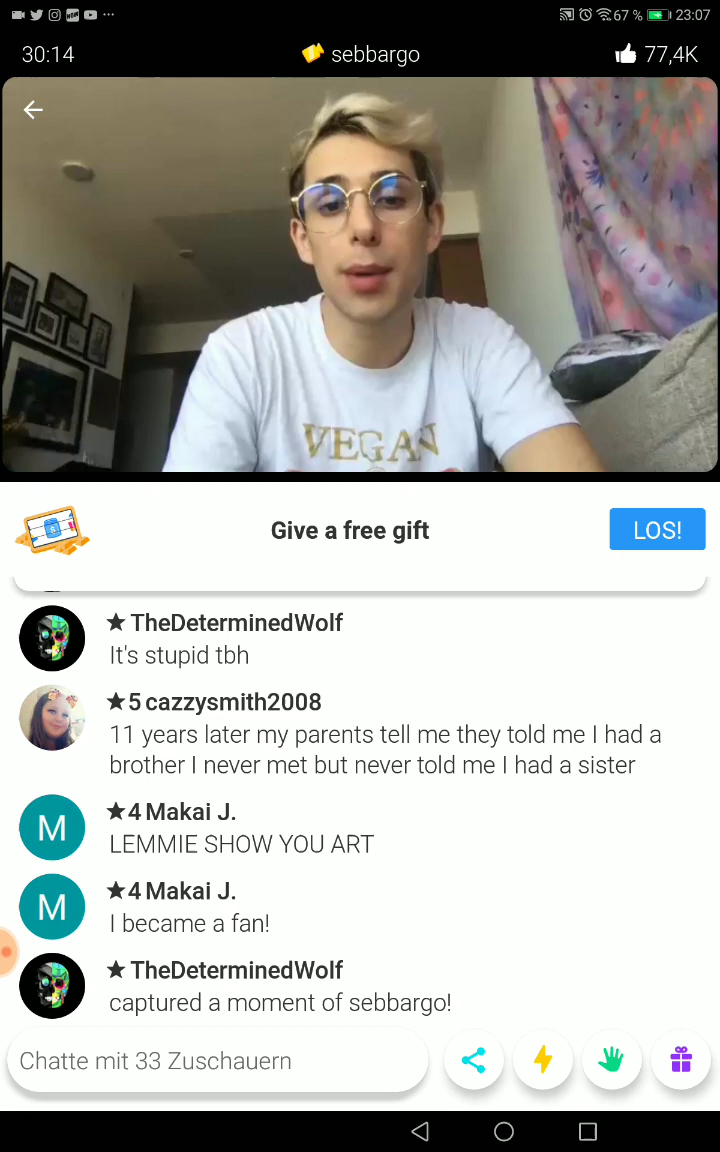 67 % 23:07
30:14 sebbargo 77,4K
VEGAN
Give a free gift LOS!
★ TheDeterminedWolf
It's stupid tbh
★5 cazzysmith2008
11 years later my parents tell me they told me I had a
brother I never met but never told me I had a sister
M
★4 Makai J.
LEMMIE SHOW YOU ART
M
★4 Makai J.
I became a fan!
★ TheDeterminedWolf
captured a moment of sebbargo!
Chatte mit 33 Zuschauern